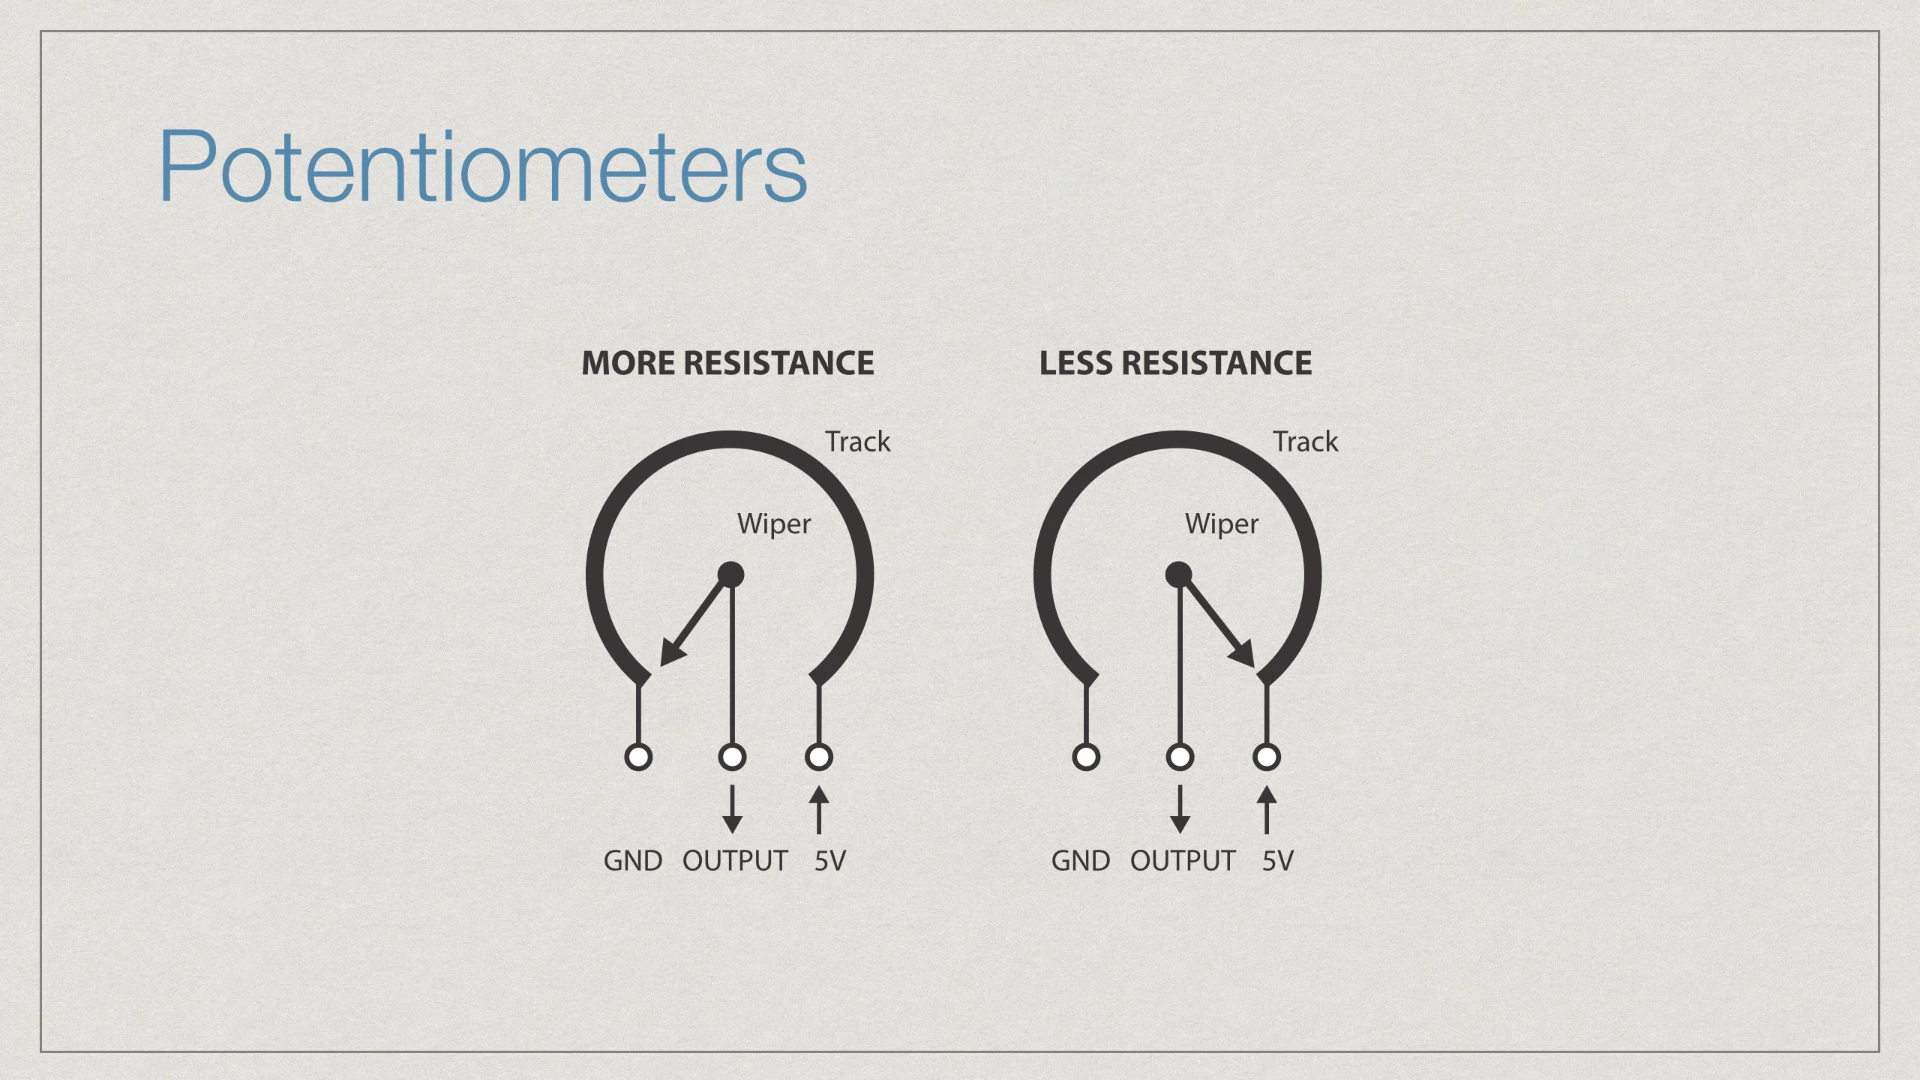 Potentiometers
MORE RESISTANCE
Track
Wiper
GND OUTPUT 5V
LESS RESISTANCE
Track
Wiper
GND OUTPUT 5V